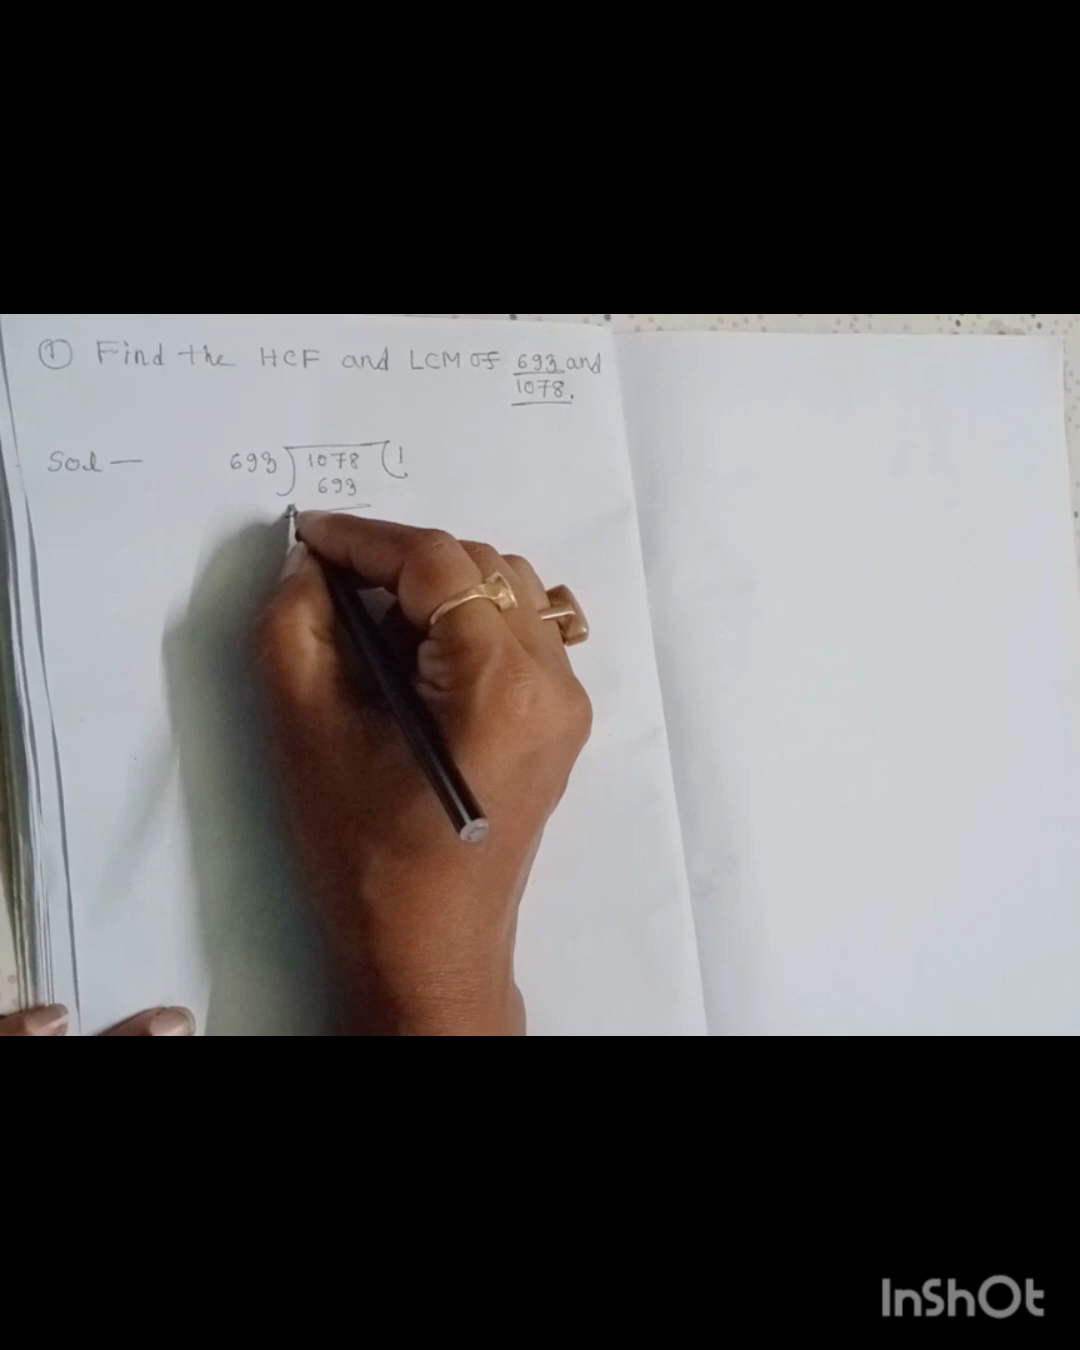 ① Find the HCF and LCM of 693 and
1078.
Sol — 693 ) 1078 ( 1
693
InShOt